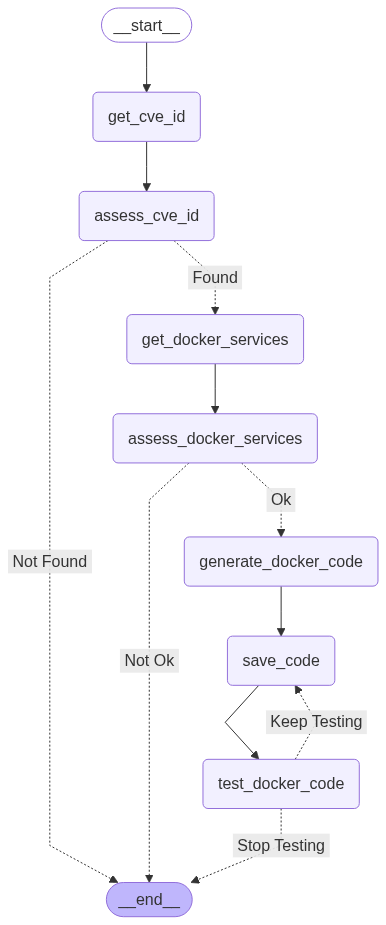 __start__
get_cve_id
assess_cve_id
Found
get_docker_services
assess_docker_services
Ok
Not Found
generate_docker_code
Not Ok
save_code
Keep Testing
test_docker_code
Stop Testing
__end__